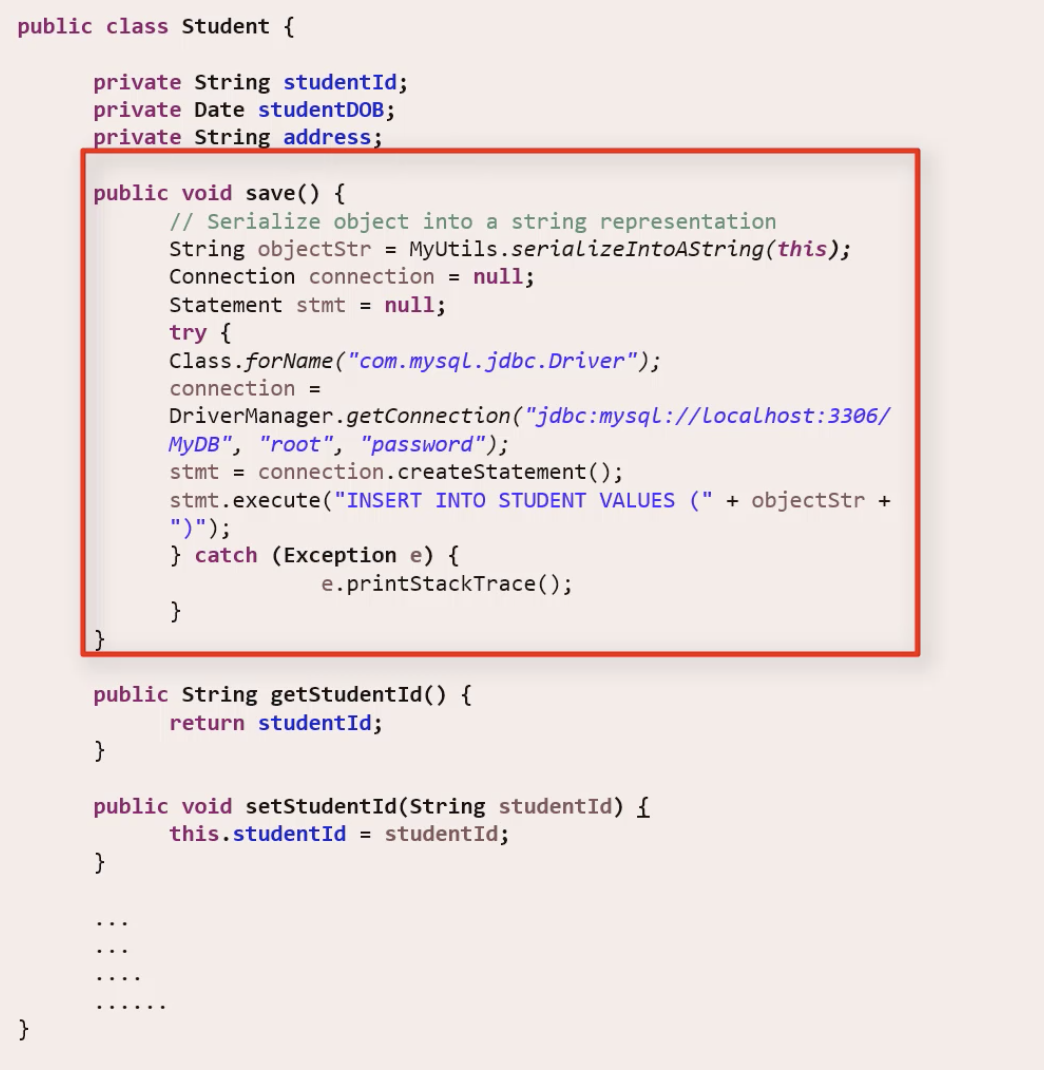 public class Student {
private String studentId;
private Date studentDOB;
private String address;
public void save() {
// Serialize object into a string representation
String objectStr = MyUtils.serializeIntoAString(this);
Connection connection = null;
Statement stmt = null;
try {
Class.forName("com.mysql.jdbc.Driver");
connection =
DriverManager.getConnection("jdbc:mysql://localhost:3306/
MyDB", "root", "password");
stmt = connection.createStatement();
stmt.execute("INSERT INTO STUDENT VALUES (" + objectStr +
")");
} catch (Exception e) {
e.printStackTrace();
}
}
public String getStudentId() {
return studentId;
}
public void setStudentId(String studentId) {
this.studentId = studentId;
}
...
...
....
......
}